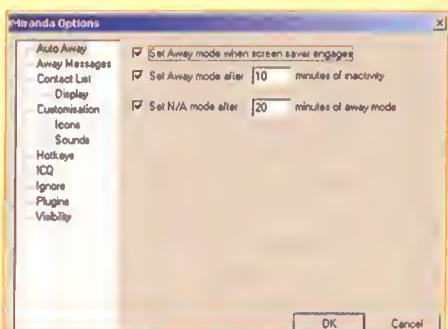 Miranda Options
Auto Away
Away Messages
Contact List
Display
Customisation
Icons
Sounds
Hotkeys
ICQ
Ignore
Plugins
Visibility
Set Away mode when screen saver engages
Set Away mode after 10 minutes of inactivity
Set N/A mode after 20 minutes of away mode
OK
Cancel